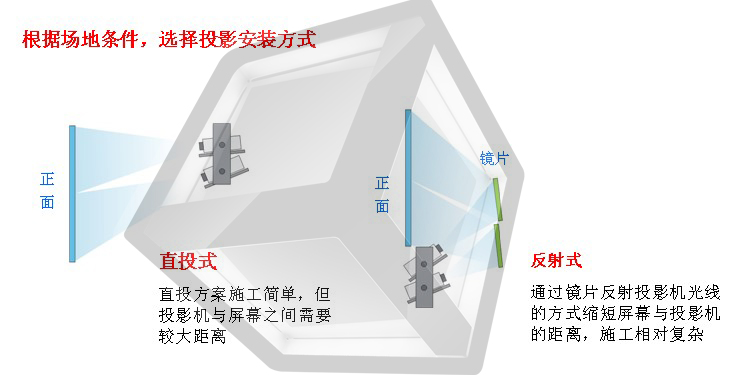 根据场地条件，选择投影安装方式
正
面
正
面
镜片
直投式
直投方案施工简单，但
投影机与屏幕之间需要
较大距离
反射式
通过镜片反射投影机光线
的方式缩短屏幕与投影机
的距离，施工相对复杂